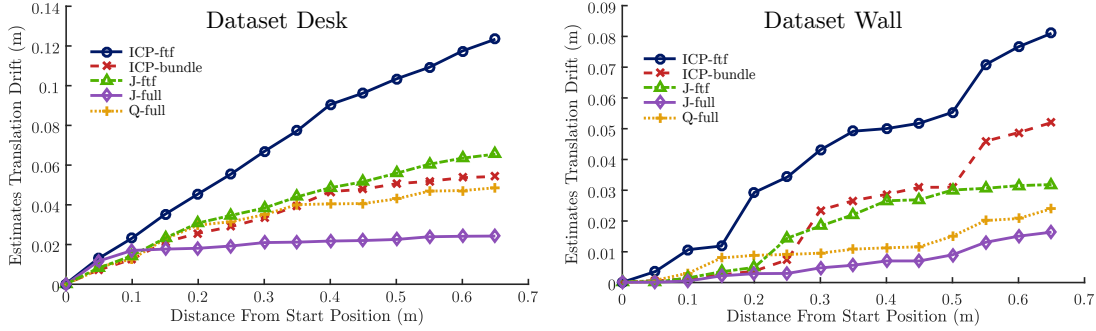 Dataset Desk
Estimates Translation Drift (m)
0.14
0.12
0.1
0.08
0.06
0.04
0.02
0
ICP-ftf
ICP-bundle
J-ftf
J-full
Q-full
0 0.1 0.2 0.3 0.4 0.5 0.6 0.7
Distance From Start Position (m)
Dataset Wall
Estimates Translation Drift (m)
0.09
0.08
0.07
0.06
0.05
0.04
0.03
0.02
0.01
0
ICP-ftf
ICP-bundle
J-ftf
J-full
Q-full
0 0.1 0.2 0.3 0.4 0.5 0.6 0.7
Distance From Start Position (m)